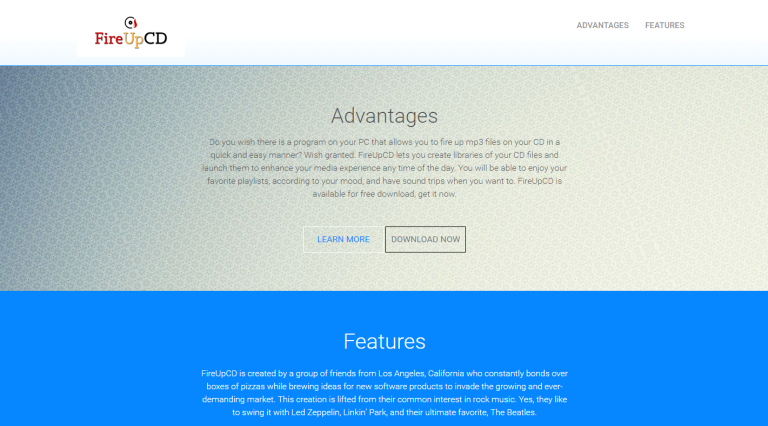 FireUpCD
ADVANTAGES FEATURES
Advantages
Do you wish there is a program on your PC that allows you to fire up mp3 files on your CD in a
quick and easy manner? Wish granted. FireUpCD lets you create libraries of your CD files and
launch them to enhance your media experience any time of the day. You will be able to enjoy your
favorite playlists, according to your mood, and have sound trips when you want to. FireUpCD is
available for free download, get it now.
LEARN MORE DOWNLOAD NOW
Features
FireUpCD is created by a group of friends from Los Angeles, California who constantly bonds over
boxes of pizzas while brewing ideas for new software products to invade the growing and ever-
demanding market. This creation is lifted from their common interest in rock music. Yes, they like
to swing it with Led Zeppelin, Linkin' Park, and their ultimate favorite, The Beatles.